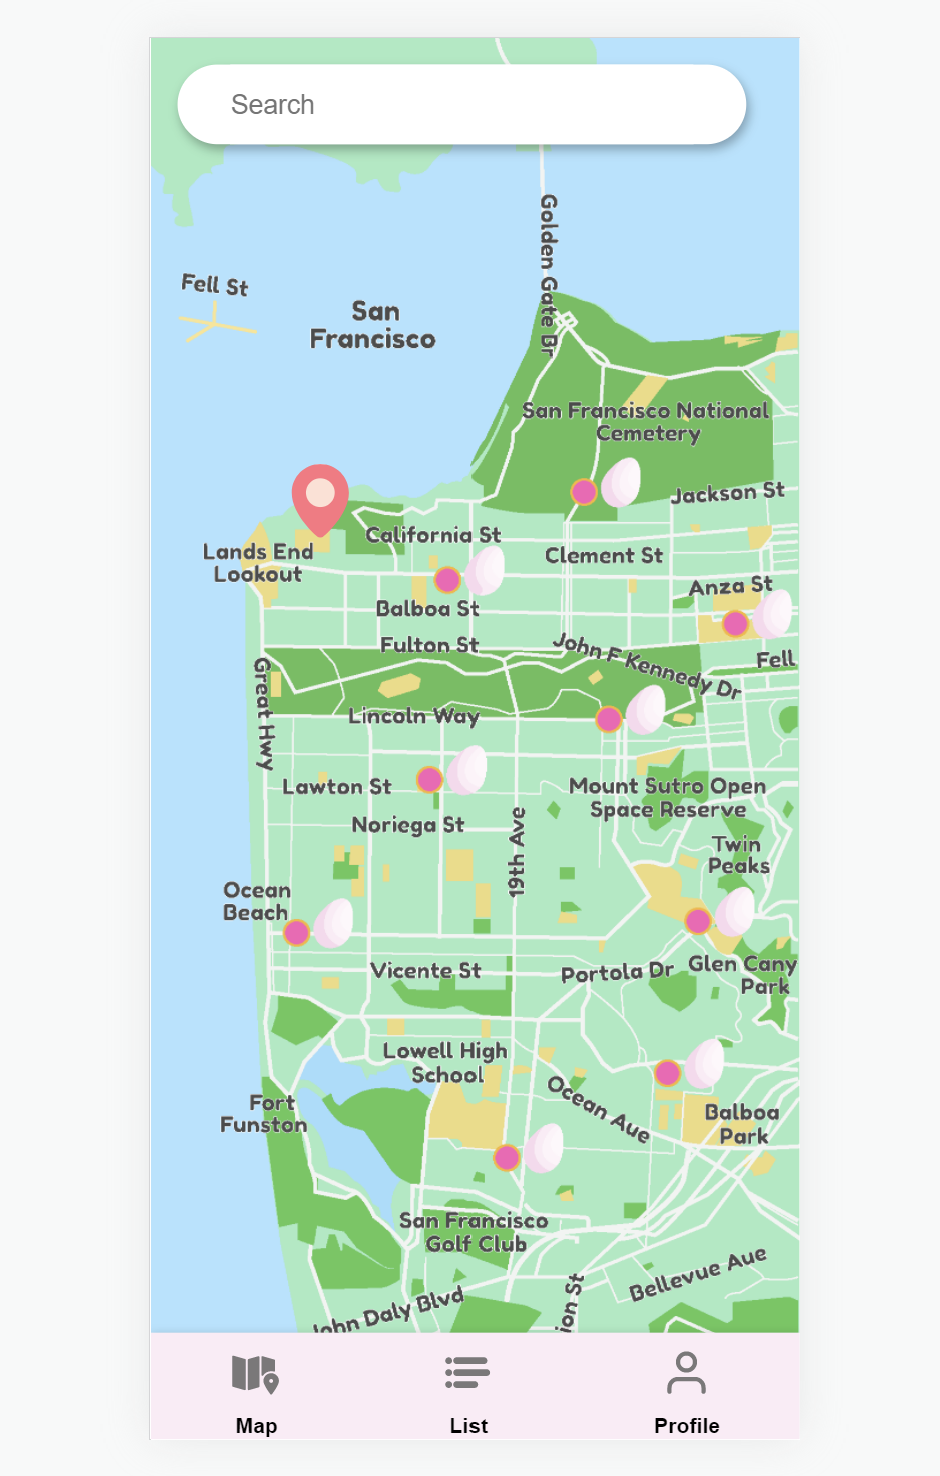 Search
Golden Gate Br
Fell St
San
Francisco
San Francisco National
Cemetery
Jackson St
California St
Lands End
Lookout
Clement St
Anza St
Balboa St
Fulton St
John F Kennedy Dr
Fell
Great Hwy
Lincoln Way
Lawton St
Mount Sutro Open
Space Reserve
Noriega St
19th Ave
Twin
Peaks
Ocean
Beach
Vicente St
Portola Dr
Glen Cany
Park
Lowell High
School
Ocean Ave
Fort
Funston
Balboa
Park
San Francisco
Golf Club
Bellevue Ave
John Daly Blvd
ion St
Map
List
Profile